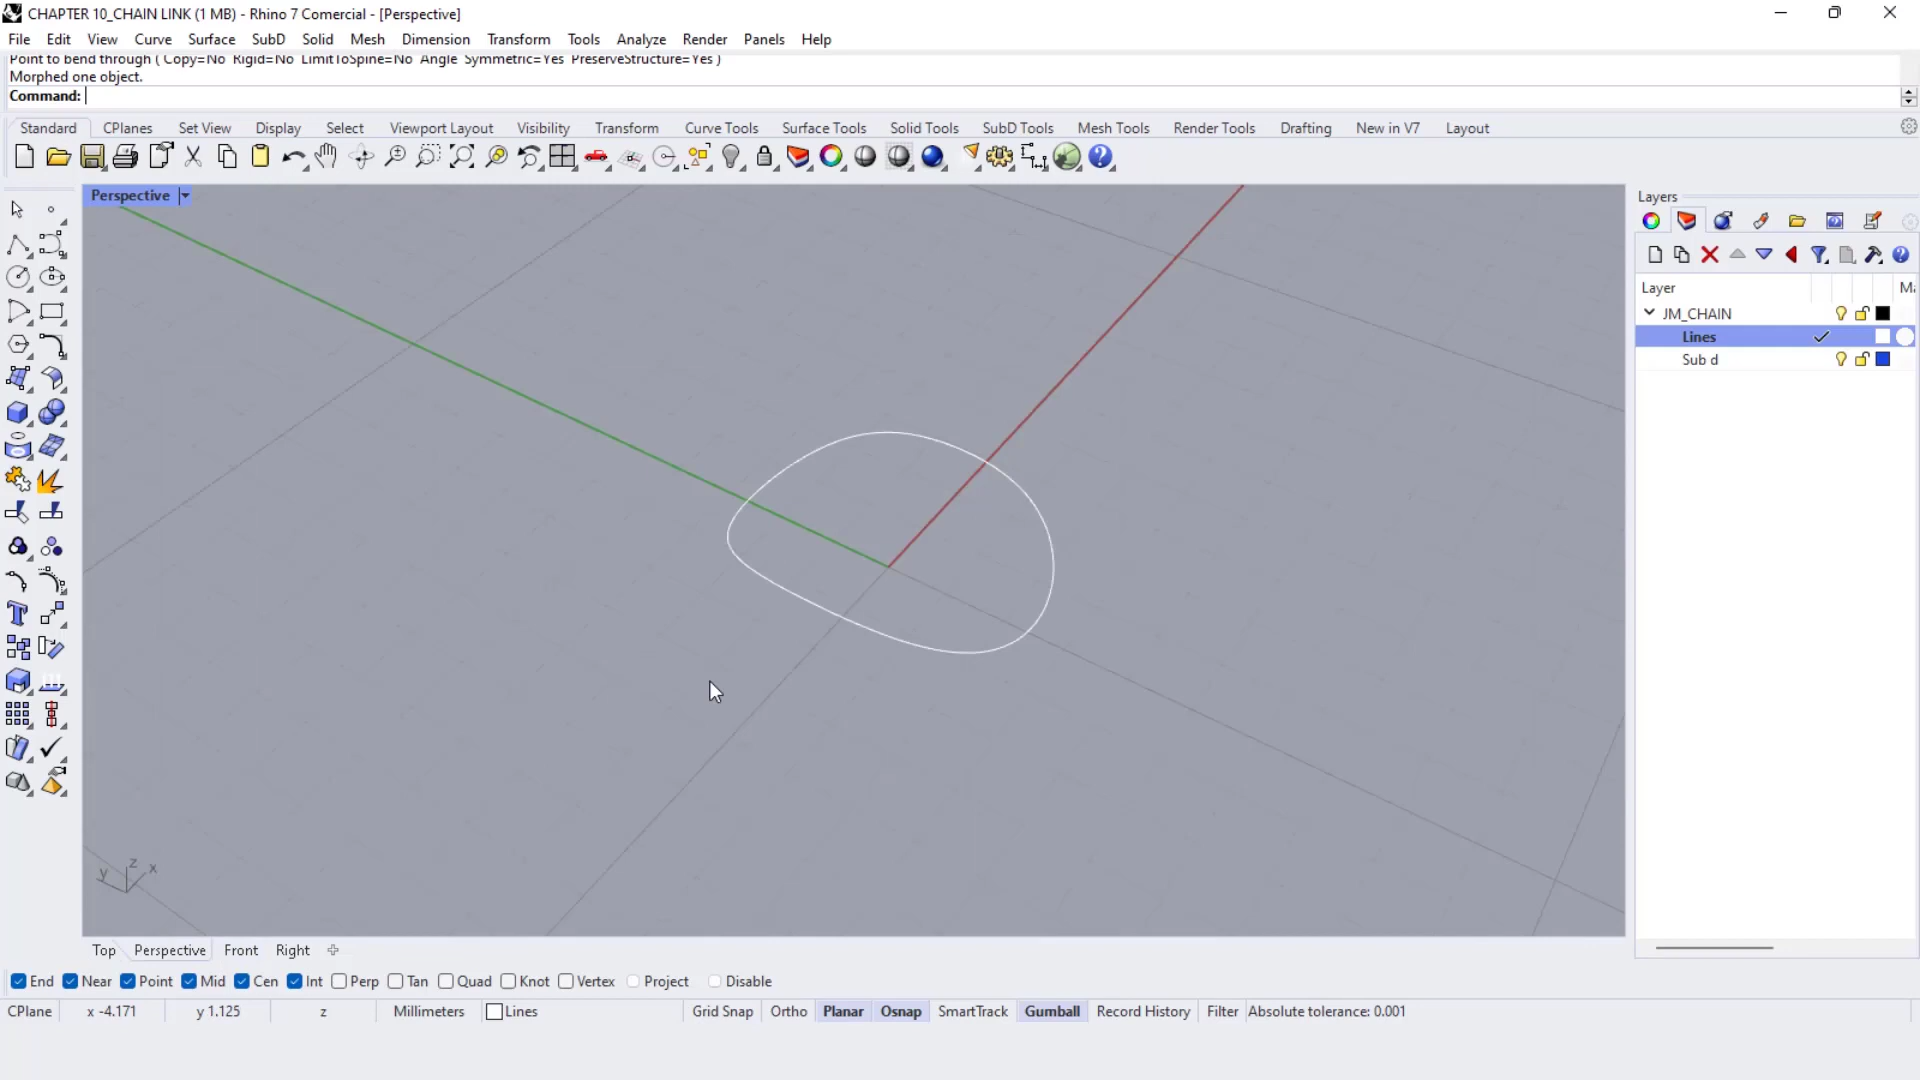 CHAPTER 10_CHAIN LINK (1 MB) - Rhino 7 Comercial - [Perspective]
File Edit View Curve Surface SubD Solid Mesh Dimension Transform Tools Analyze Render Panels Help
Point to bend through ( Copy=No Rigid=No LimitToSpine=No Angle Symmetric=Yes PreserveStructure=Yes )
Morphed one object.
Command:
Standard CPlanes Set View Display Select Viewport Layout Visibility Transform Curve Tools Surface Tools Solid Tools SubD Tools Mesh Tools Render Tools Drafting New in V7 Layout
Perspective
Layers
Layer Ma
JM_CHAIN
Lines
Sub d
z
y x
Top Perspective Front Right
End Near Point Mid Cen Int Perp Tan Quad Knot Vertex Project Disable
CPlane x -4.171 y 1.125 z Millimeters Lines Grid Snap Ortho Planar Osnap SmartTrack Gumball Record History Filter Absolute tolerance: 0.001